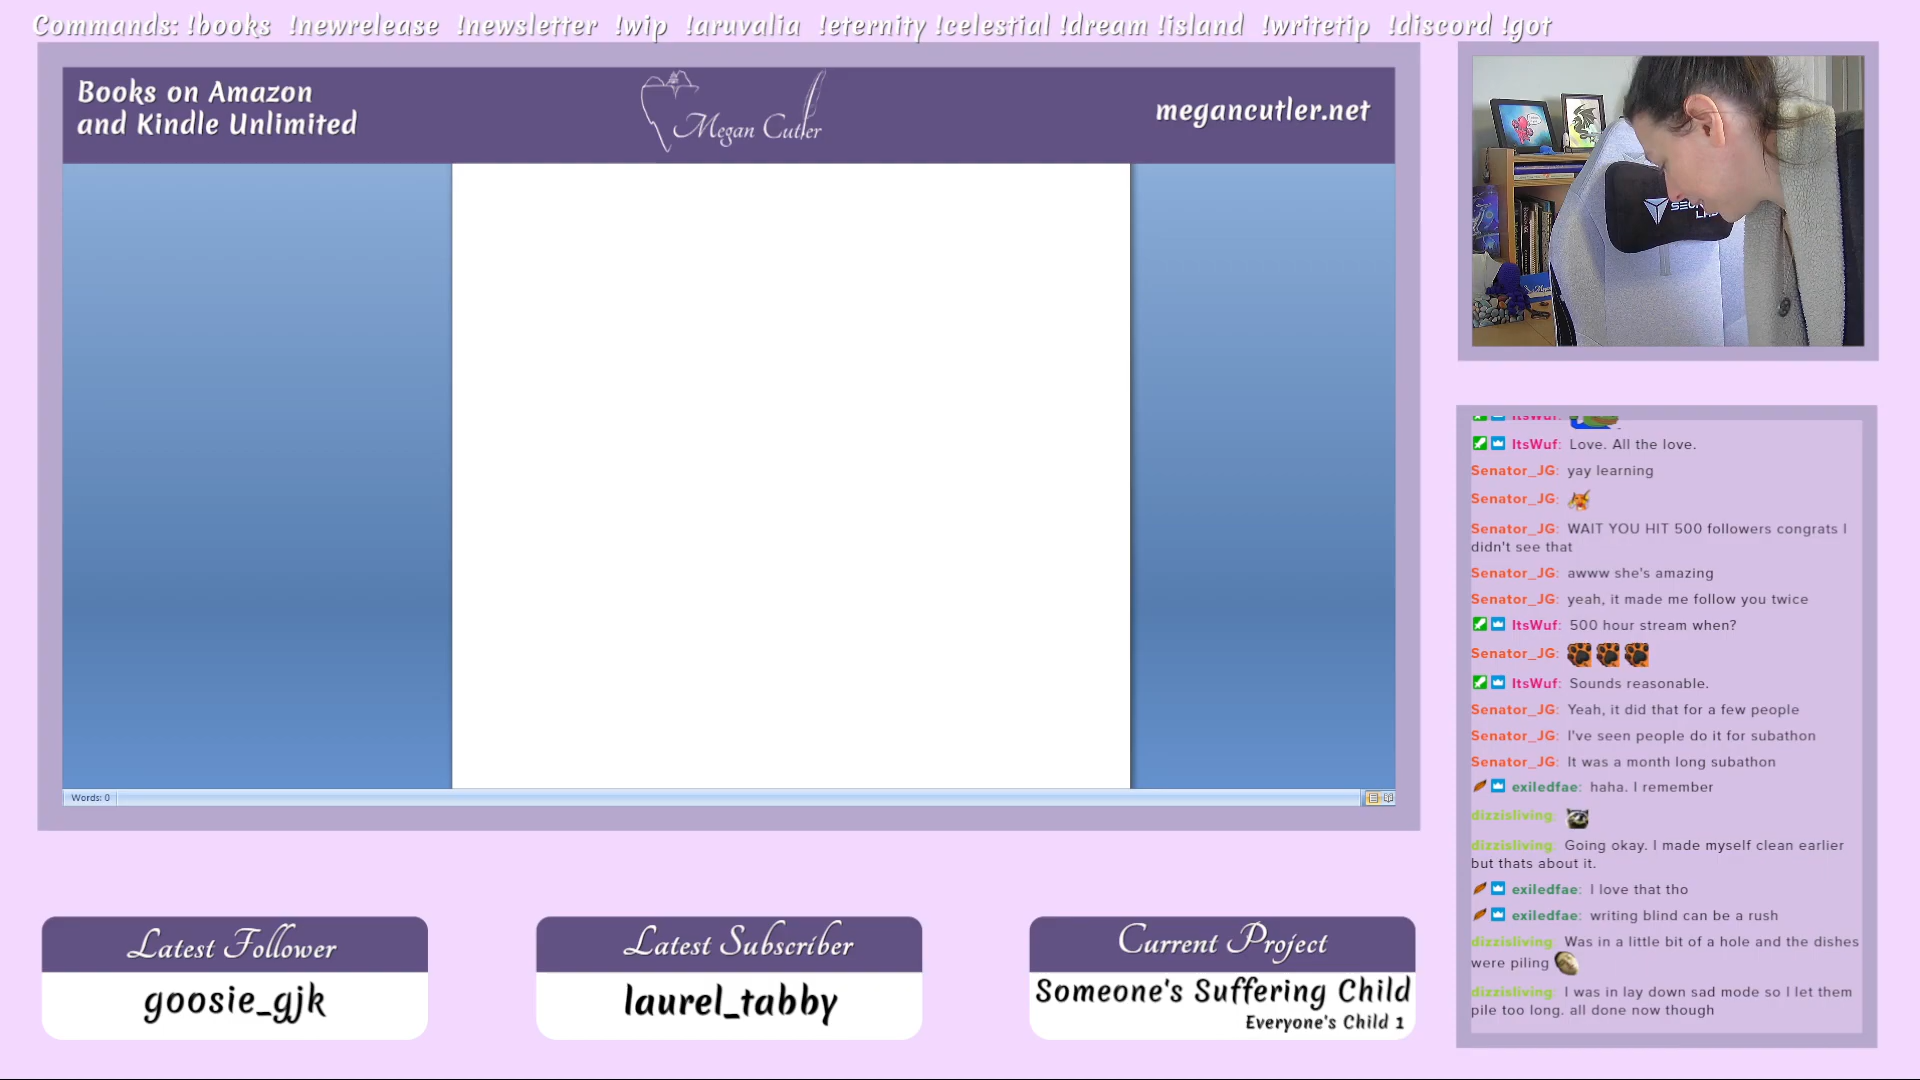 Commands: !books !newrelease !newsletter !wip !aruvalia !eternity !celestial !dream !island !writetip !discord !got
Books on Amazon
and Kindle Unlimited
Megan Cutler
megancutler.net
Words: 0
ItsWuf:
ItsWuf: Love. All the love.
Senator_JG: yay learning
Senator_JG:
Senator_JG: WAIT YOU HIT 500 followers congrats I
didn't see that
Senator_JG: awww she's amazing
Senator_JG: yeah, it made me follow you twice
ItsWuf: 500 hour stream when?
Senator_JG:
ItsWuf: Sounds reasonable.
Senator_JG: Yeah, it did that for a few people
Senator_JG: I've seen people do it for subathon
Senator_JG: It was a month long subathon
exiledfae: haha. I remember
dizzisliving:
dizzisliving: Going okay. I made myself clean earlier
but thats about it.
exiledfae: I love that tho
exiledfae: writing blind can be a rush
dizzisliving: Was in a little bit of a hole and the dishes
were piling
dizzisliving: I was in lay down sad mode so I let them
pile too long. all done now though
Latest Follower
goosie_gjk
Latest Subscriber
laurel_tabby
Current Project
Someone's Suffering Child
Everyone's Child 1